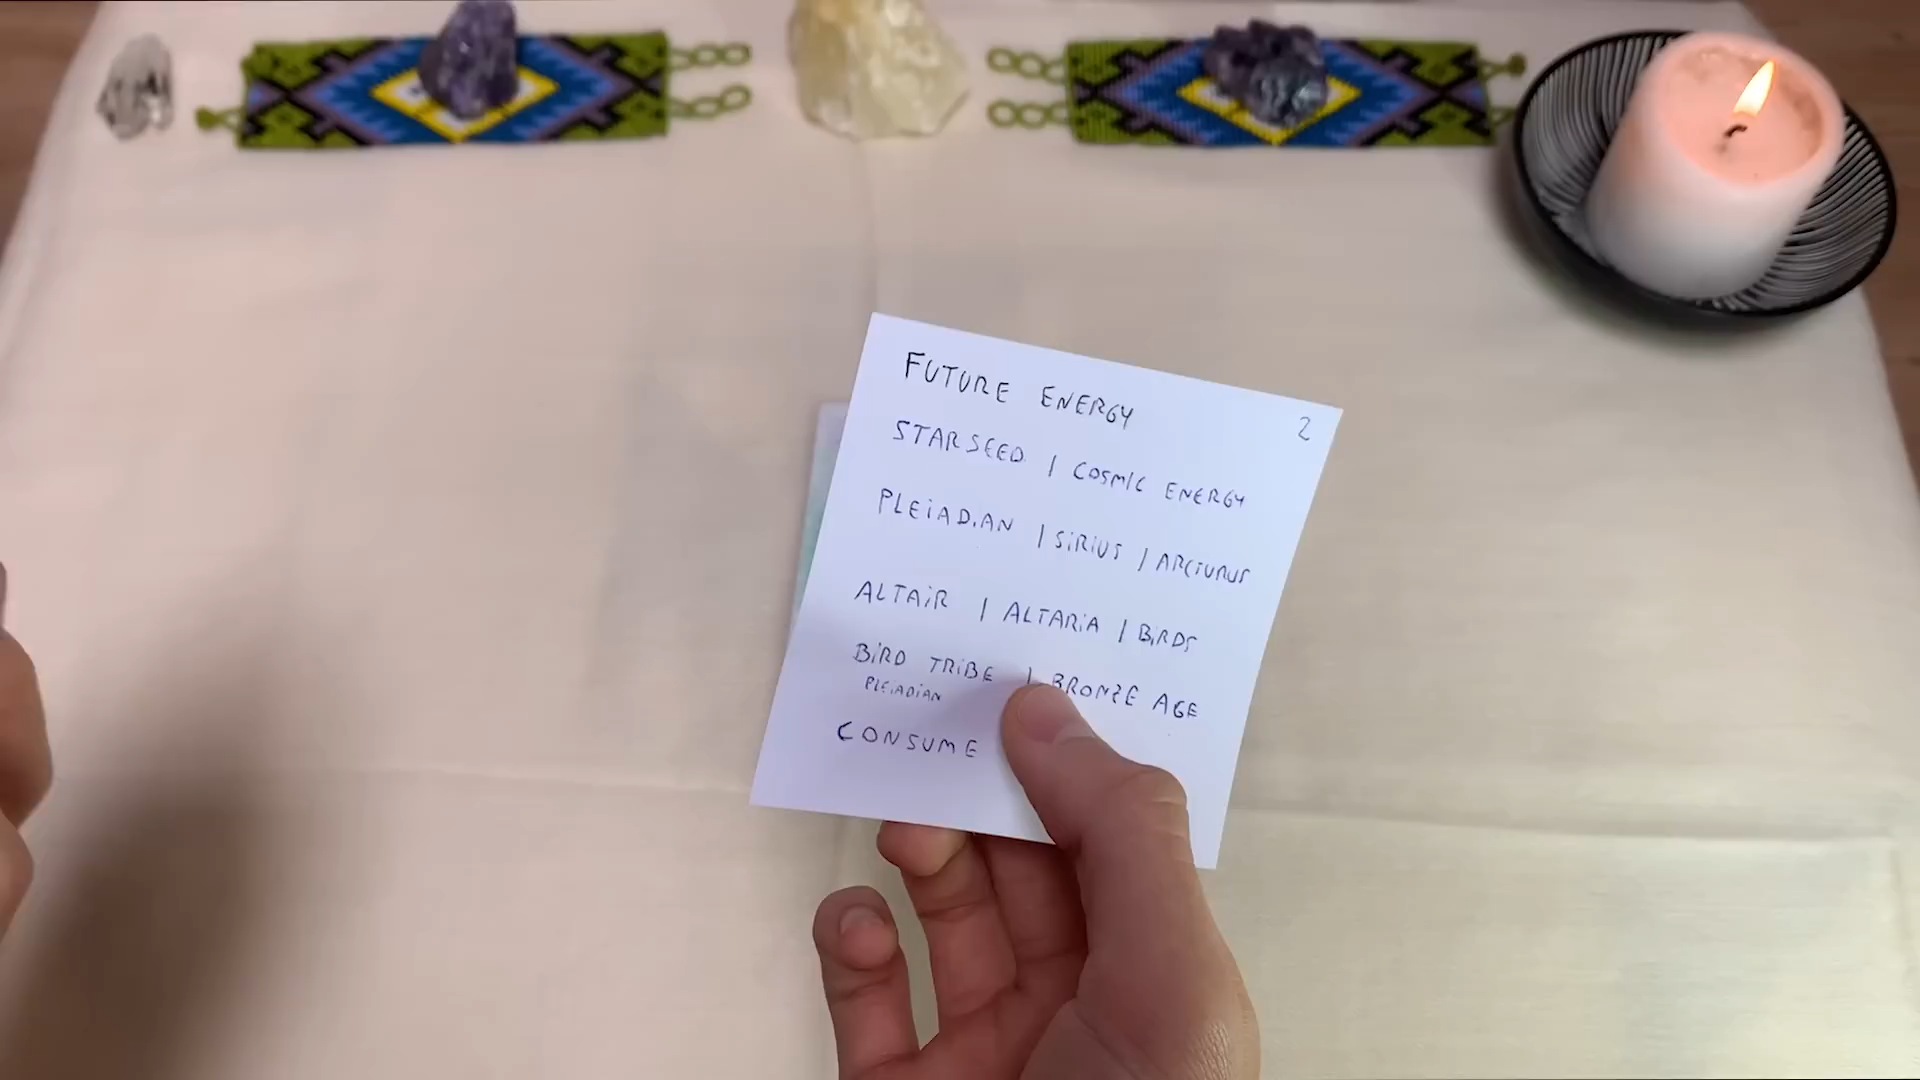 FUTURE ENERGY
2
STARSEED | COSMIC ENERGY
PLEIADIAN | SIRIUS | ARCTURUS
ALTAIR | ALTARIA | BIRDS
BIRD TRIBE | BRONZE AGE
PLEIADIAN
CONSUME